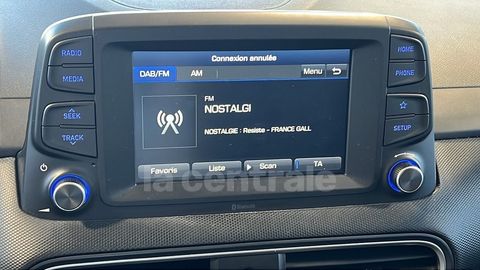 Connexion annulée
RADIO
MEDIA
SEEK
TRACK
DAB/FM AM Menu
FM
NOSTALGI
NOSTALGIE : Resiste - FRANCE GALL
Favoris Liste Scan TA
HOME
PHONE
SETUP
la centrale
Bluetooth